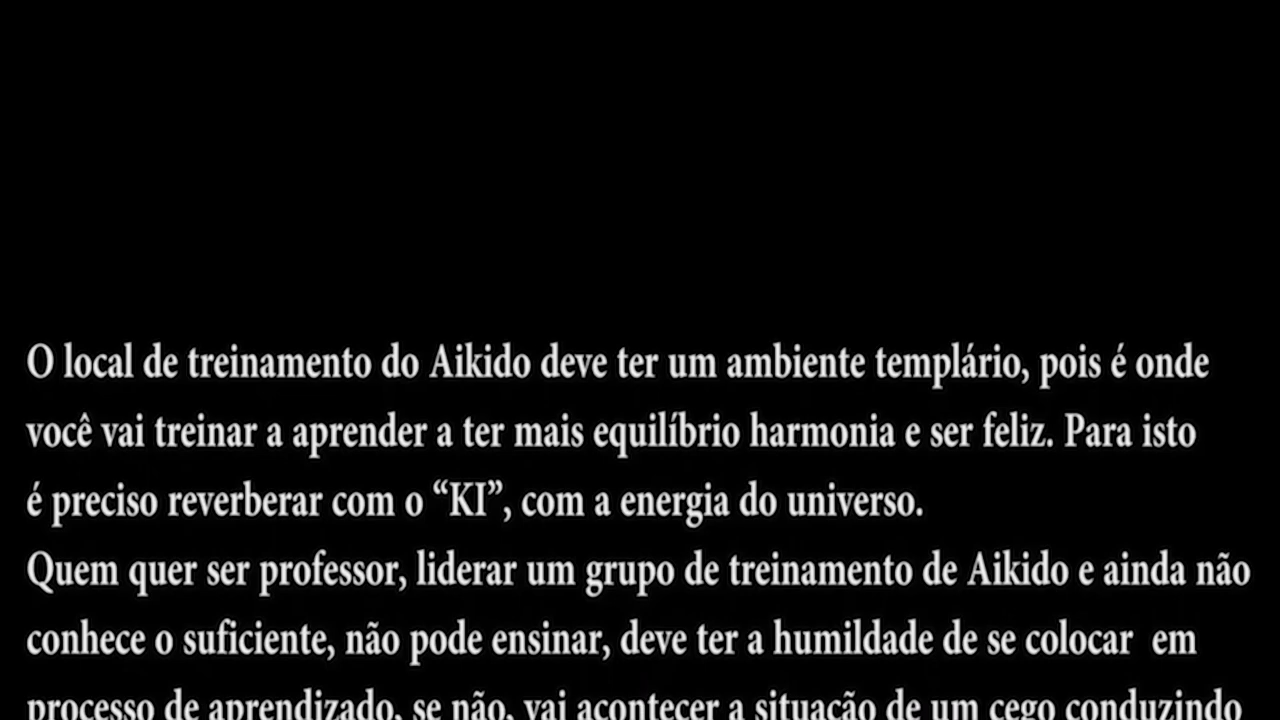 O local de treinamento do Aikido deve ter um ambiente templário, pois é onde
você vai treinar a aprender a ter mais equilíbrio harmonia e ser feliz. Para isto
é preciso reverberar com o “KI”, com a energia do universo.
Quem quer ser professor, liderar um grupo de treinamento de Aikido e ainda não
conhece o suficiente, não pode ensinar, deve ter a humildade de se colocar  em
processo de aprendizado, se não, vai acontecer a situação de um cego conduzindo